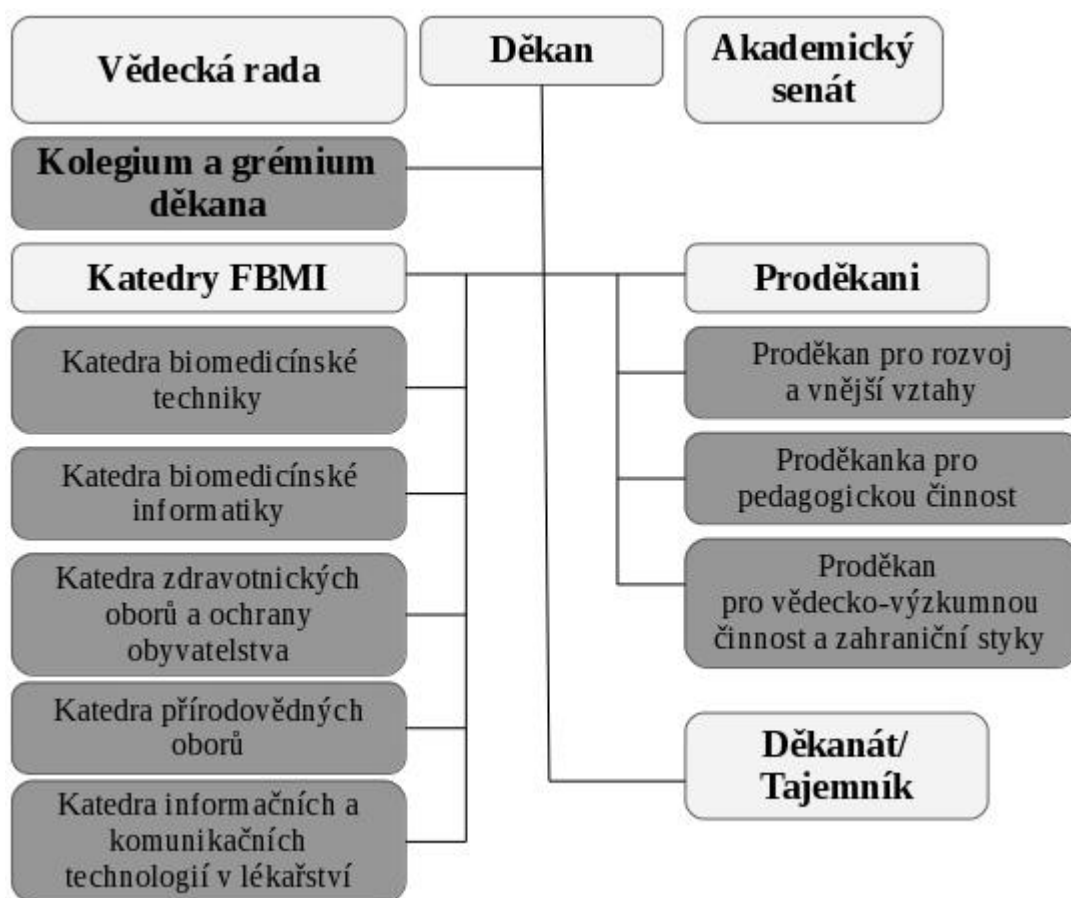 Vědecká rada
Děkan
Akademický
senát
Kolegium a grémium
děkana
Katedry FBMI
Proděkani
Katedra biomedicínské
techniky
Katedra biomedicínské
informatiky
Katedra zdravotnických
oborů a ochrany
obyvatelstva
Katedra přírodovědných
oborů
Katedra informačních a
komunikačních
technologií v lékařství
Proděkan pro rozvoj
a vnější vztahy
Proděkanka pro
pedagogickou činnost
Proděkan
pro vědecko-výzkumnou
činnost a zahraniční styky
Děkanát/
Tajemník